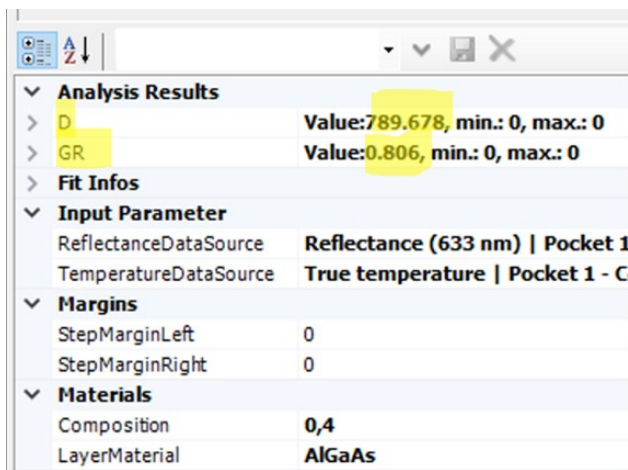 Analysis Results
D Value:789.678, min.: 0, max.: 0
GR Value:0.806, min.: 0, max.: 0
Fit Infos
Input Parameter
ReflectanceDataSource Reflectance (633 nm) | Pocket 1
TemperatureDataSource True temperature | Pocket 1 - C
Margins
StepMarginLeft 0
StepMarginRight 0
Materials
Composition 0,4
LayerMaterial AlGaAs